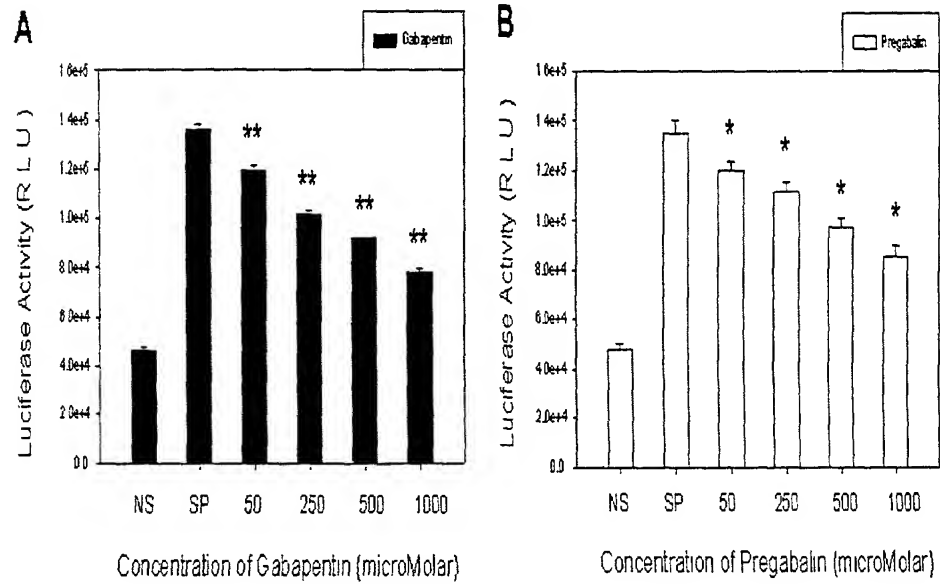 A
Gabapentin
1.6e+5
1.4e+5
1.2e+5
1.0e+5
8.0e+4
6.0e+4
4.0e+4
2.0e+4
0.0
Luciferase Activity (R L U)
**
**
**
**
NS SP 50 250 500 1000
Concentration of Gabapentin (microMolar)
B
Pregabalin
1.6e+5
1.4e+5
1.2e+5
1.0e+5
8.0e+4
6.0e+4
4.0e+4
2.0e+4
0.0
Luciferase Activity (R L U)
*
*
*
*
NS SP 50 250 500 1000
Concentration of Pregabalin (microMolar)